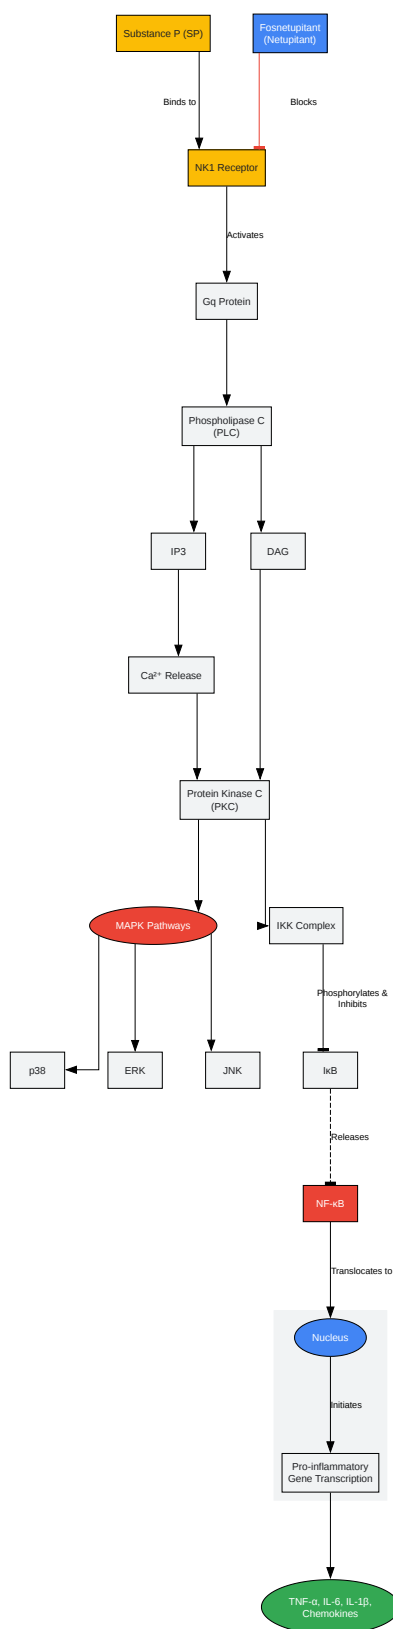 Substance P (SP)
Fosnetupitant
(Netupitant)
Binds to
Blocks
NK1 Receptor
Activates
Gq Protein
Phospholipase C
(PLC)
IP3
DAG
Ca²⁺ Release
Protein Kinase C
(PKC)
MAPK Pathways
IKK Complex
Phosphorylates &
Inhibits
p38
ERK
JNK
IκB
Releases
NF-κB
Translocates to
Nucleus
Initiates
Pro-inflammatory
Gene Transcription
TNF-α, IL-6, IL-1β,
Chemokines